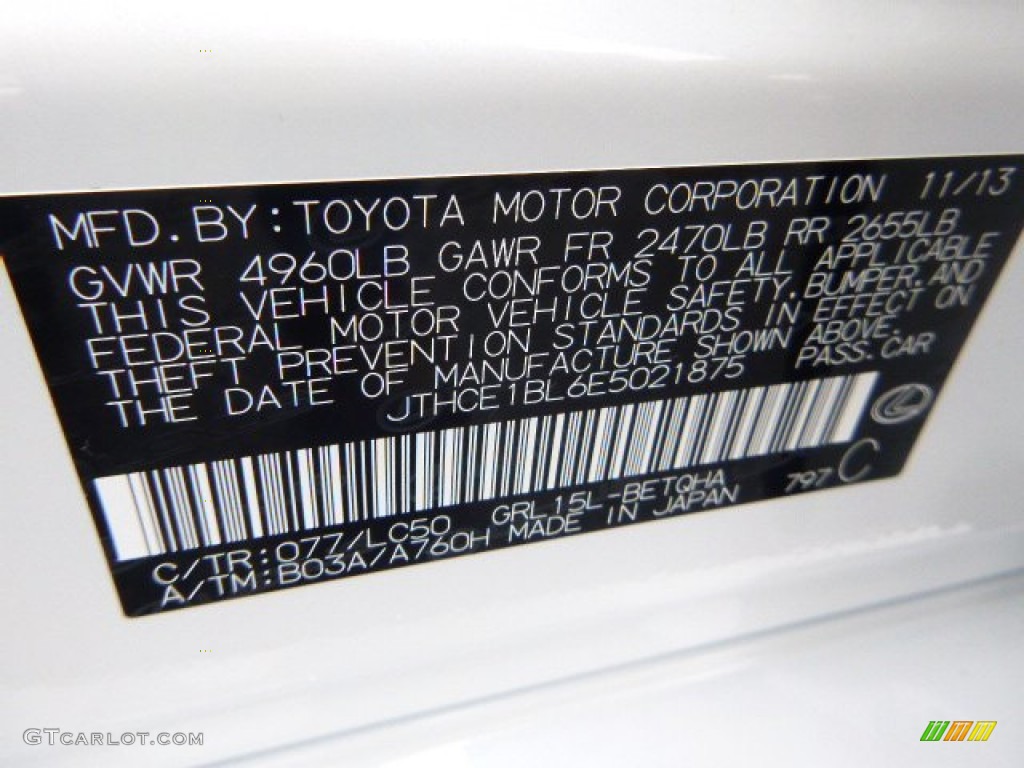 MFD. BY: TOYOTA MOTOR CORPORATION 11/13
GVWR 4960LB GAWR FR 2470LB RR 2655LB
THIS VEHICLE CONFORMS TO ALL APPLICABLE
FEDERAL MOTOR VEHICLE SAFETY, BUMPER, AND
THEFT PREVENTION STANDARDS IN EFFECT ON
THE DATE OF MANUFACTURE SHOWN ABOVE.
JTHCE1BL6E5021875 PASS. CAR
797 C
C/TR:077/LC50 GRL15L-BETQHA
A/TM:B03A/A760H MADE IN JAPAN
GTCARLOT.COM